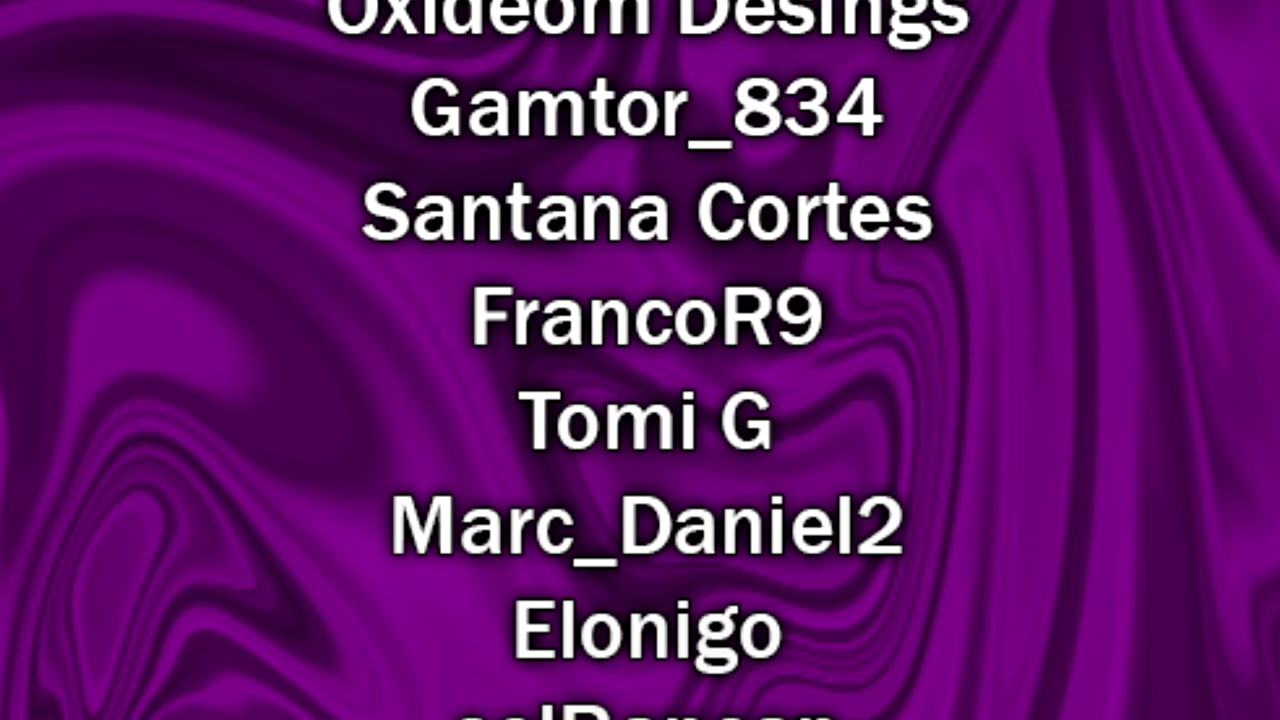 Oxideom Desings
Gamtor_834
Santana Cortes
FrancoR9
Tomi G
Marc_Daniel2
Elonigo